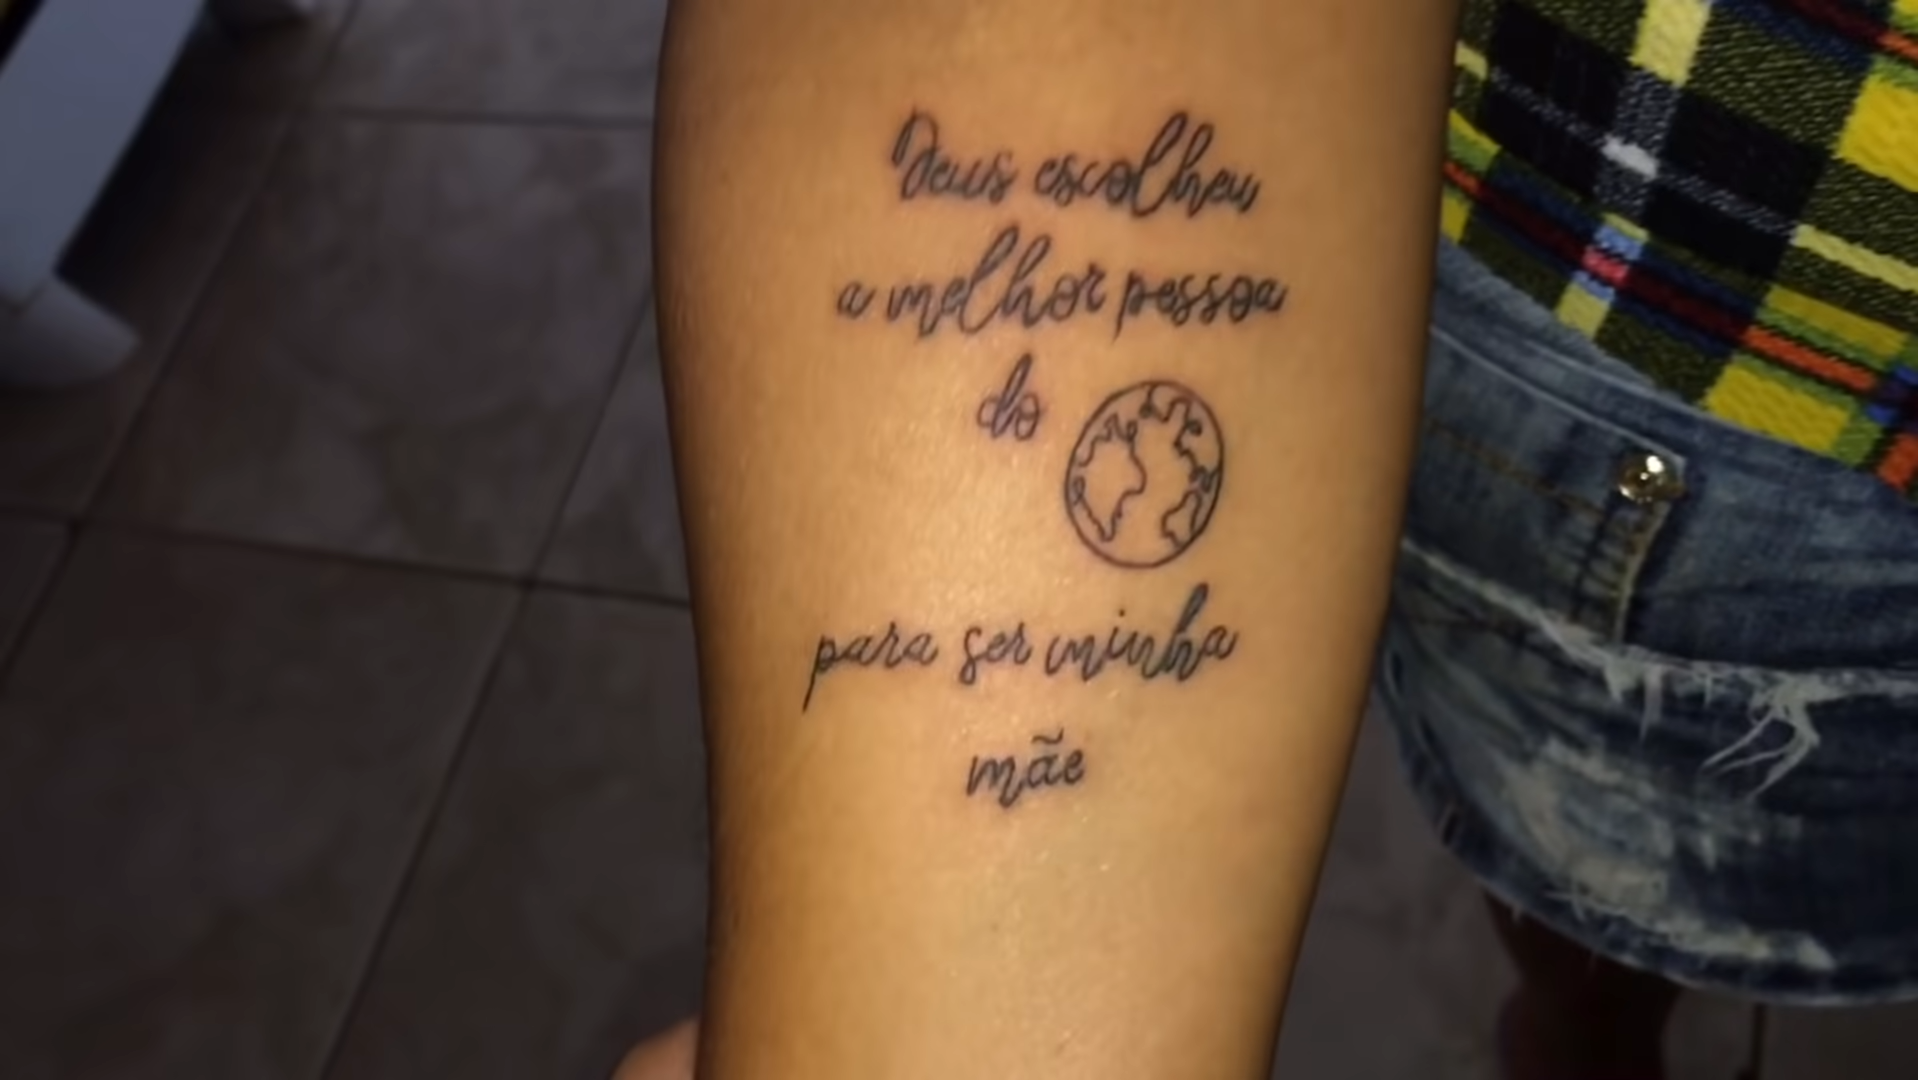 Deus escolheu
a melhor pessoa
do
para ser minha
mãe